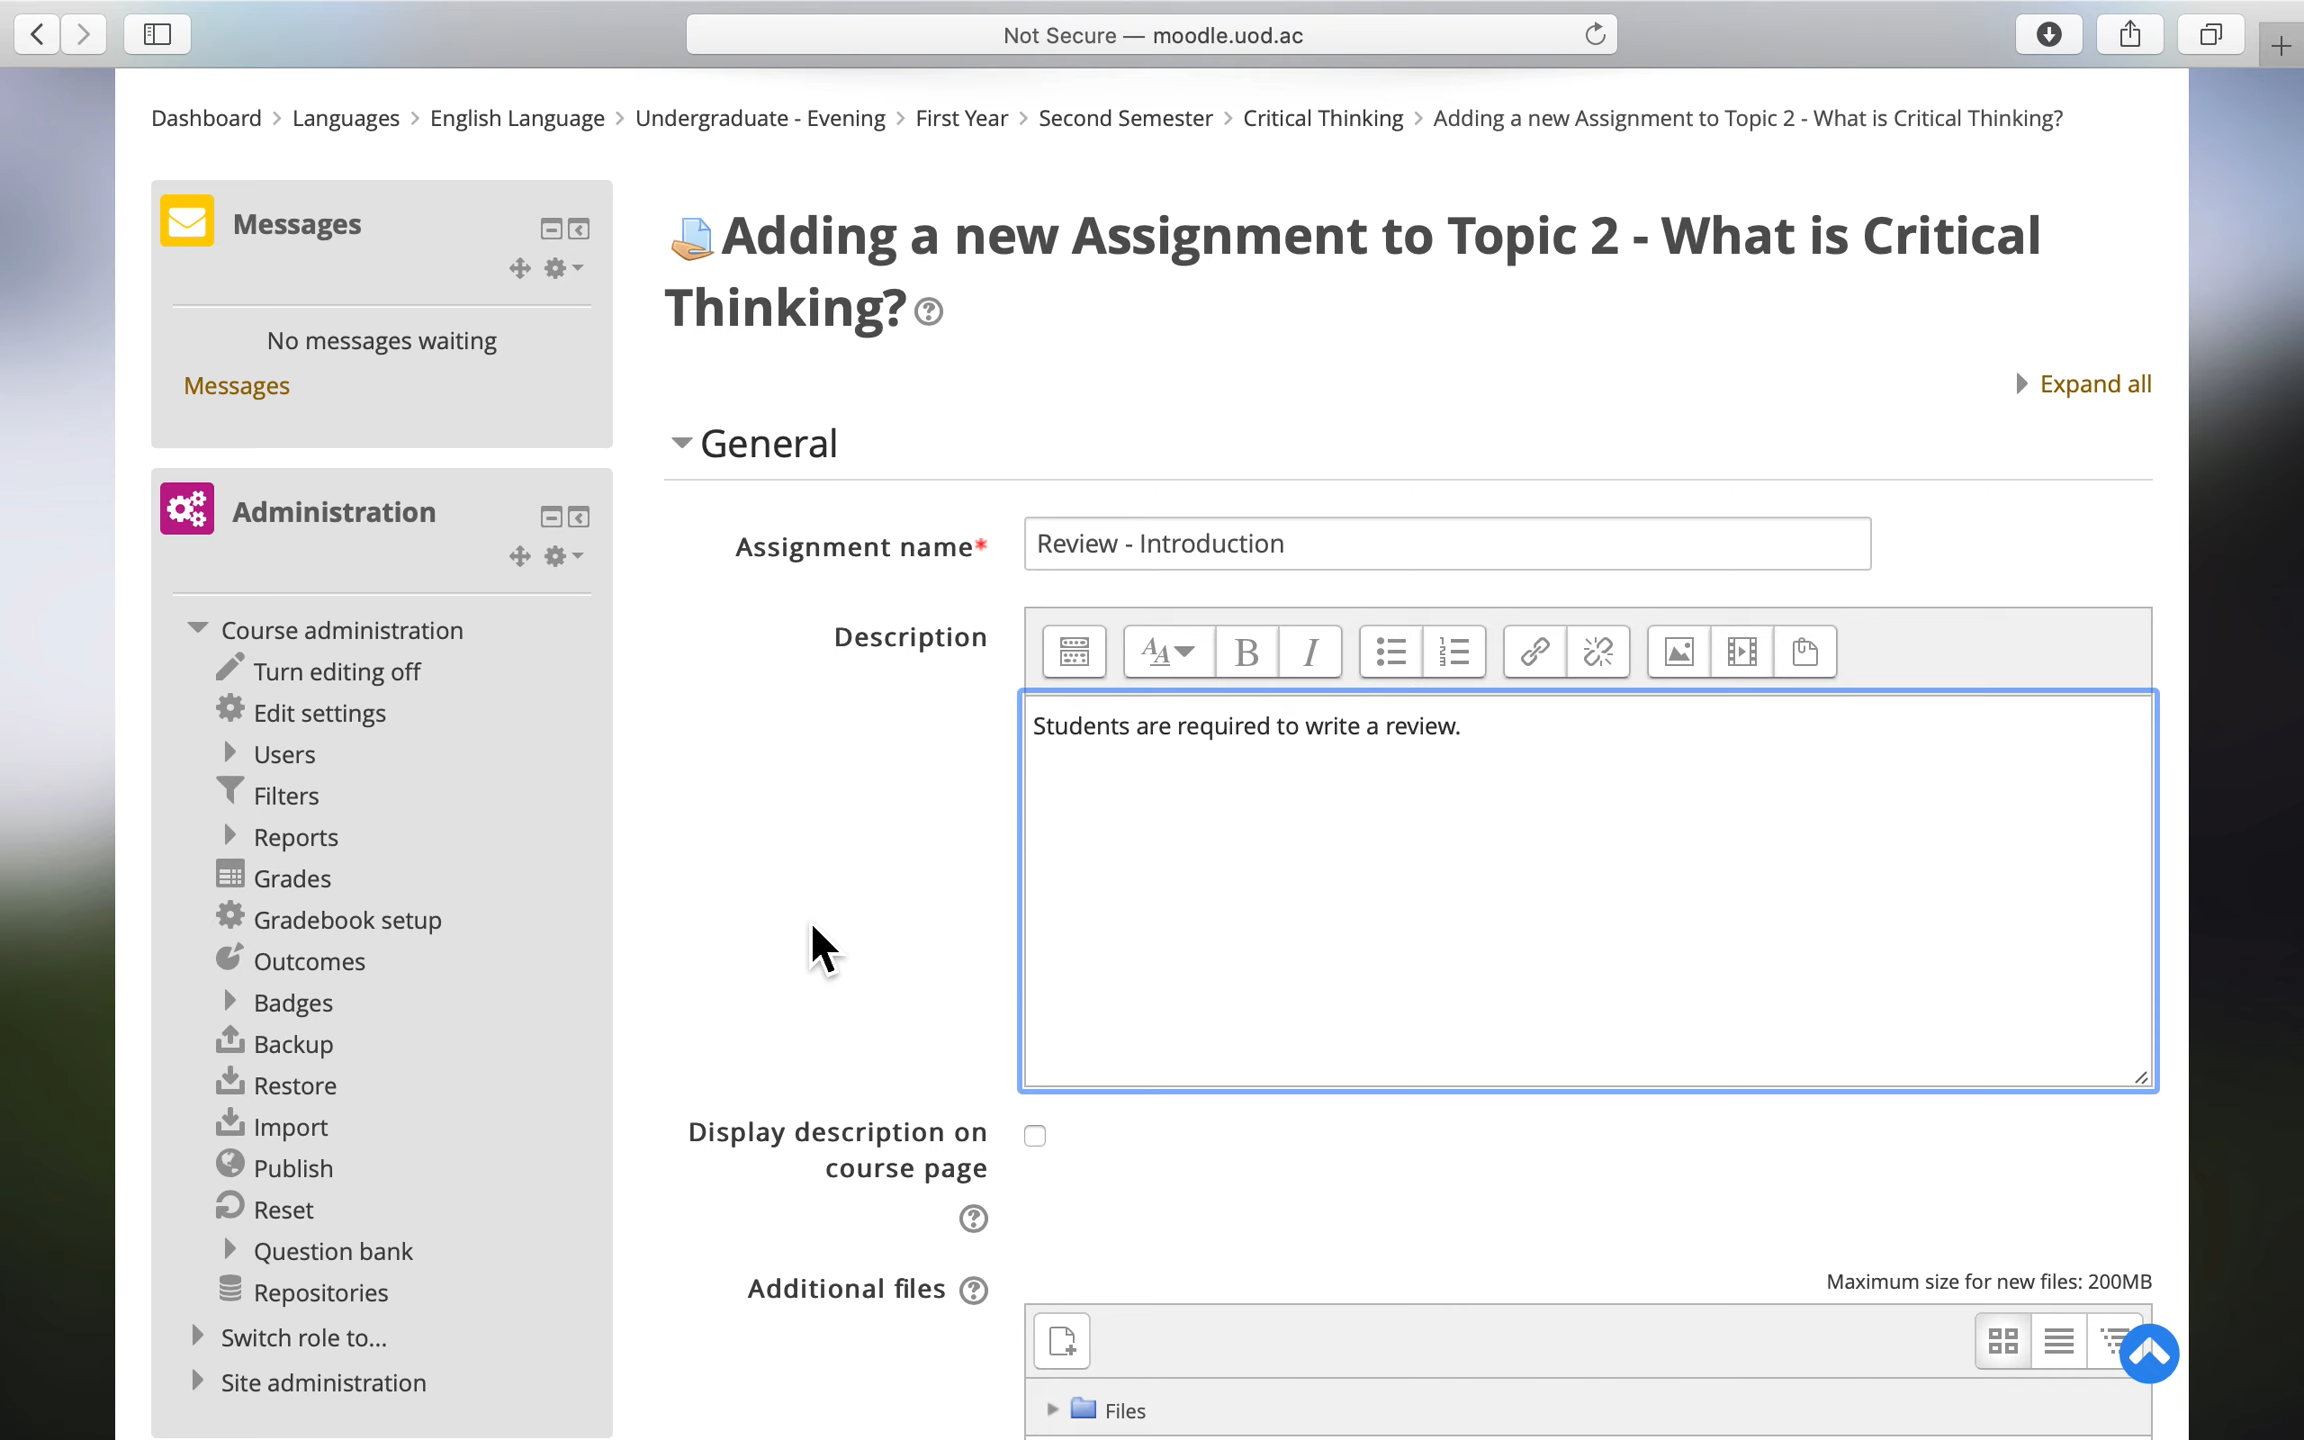 Not Secure — moodle.uod.ac
Dashboard > Languages > English Language > Undergraduate - Evening > First Year > Second Semester > Critical Thinking > Adding a new Assignment to Topic 2 - What is Critical Thinking?
Messages
No messages waiting
Messages
Administration
Course administration
Turn editing off
Edit settings
Users
Filters
Reports
Grades
Gradebook setup
Outcomes
Badges
Backup
Restore
Import
Publish
Reset
Question bank
Repositories
Switch role to...
Site administration
Adding a new Assignment to Topic 2 - What is Critical
Thinking?
Expand all
General
Assignment name*
Review - Introduction
Description
Students are required to write a review.
Display description on
course page
Additional files
Maximum size for new files: 200MB
Files